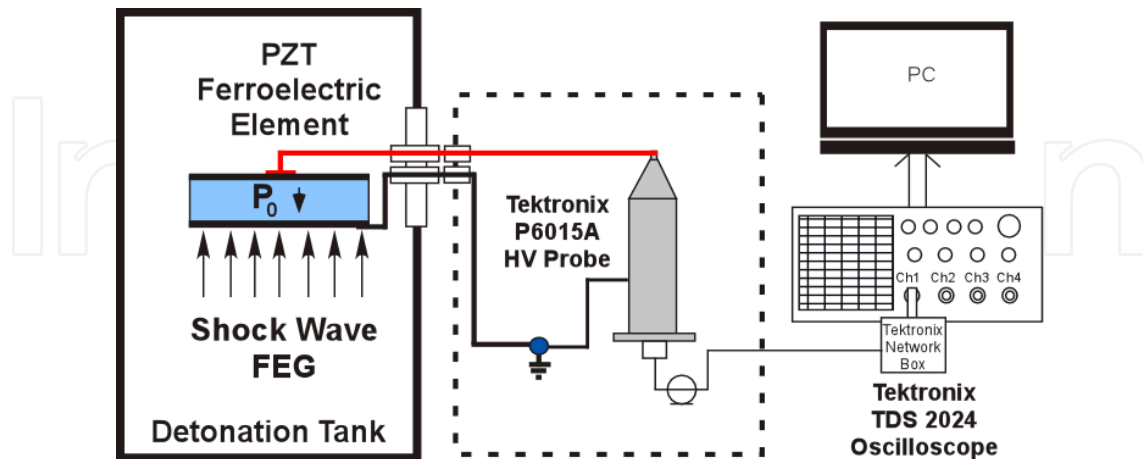 PZT
Ferroelectric
Element
P0
Shock Wave
FEG
Detonation Tank
Tektronix
P6015A
HV Probe
PC
Ch1 Ch2 Ch3 Ch4
Tektronix
Network
Box
Tektronix
TDS 2024
Oscilloscope